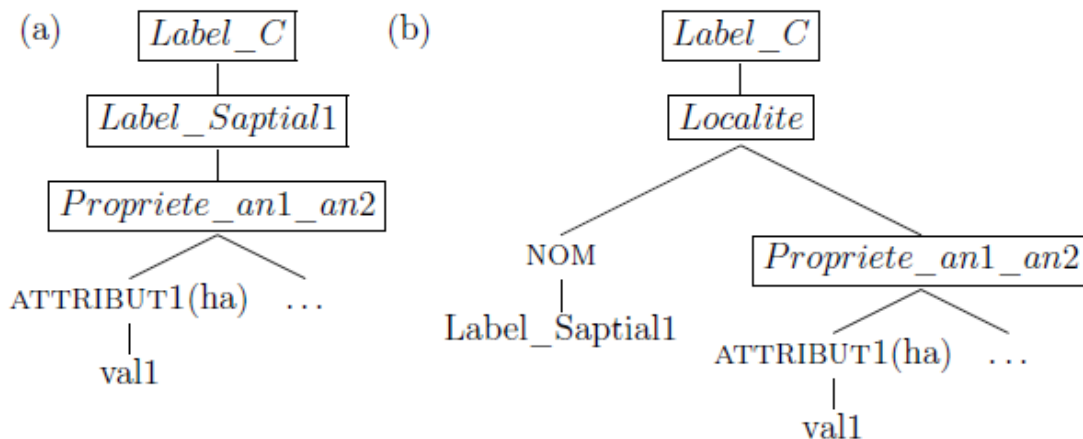 (a)
Label_C
Label_Saptial1
Propriete_an1_an2
ATTRIBUT1(ha) ...
val1
(b)
Label_C
Localite
NOM
Label_Saptial1
Propriete_an1_an2
ATTRIBUT1(ha) ...
val1